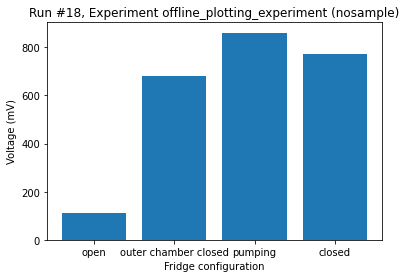 Run #18, Experiment offline_plotting_experiment (nosample)
Voltage (mV)
800
600
400
200
0
open outer chamber closed pumping closed
Fridge configuration